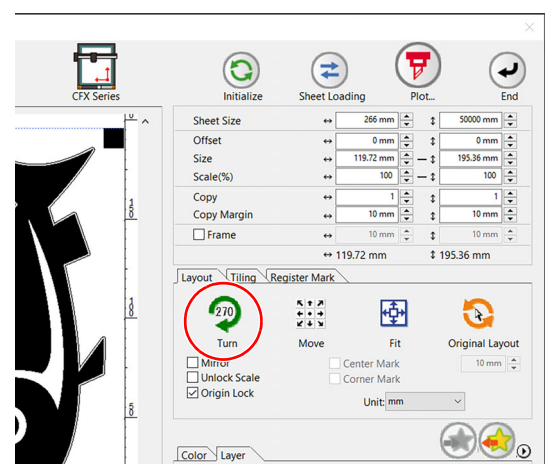 CFX Series
Initialize
Sheet Loading
Plot...
End
Sheet Size ↔ 266 mm ↕ 50000 mm
Offset ↔ 0 mm ↕ 0 mm
Size ↔ 119.72 mm — ↕ 195.36 mm
Scale(%) ↔ 100 — ↕ 100
Copy ↔ 1 ↕ 1
Copy Margin ↔ 10 mm ↕ 10 mm
Frame ↔ 10 mm ↕ 10 mm
↔ 119.72 mm ↕ 195.36 mm
Layout Tiling Register Mark
270
Turn Move Fit Original Layout
Mirror Center Mark 10 mm
Unlock Scale Corner Mark
Origin Lock
Unit: mm
Color Layer